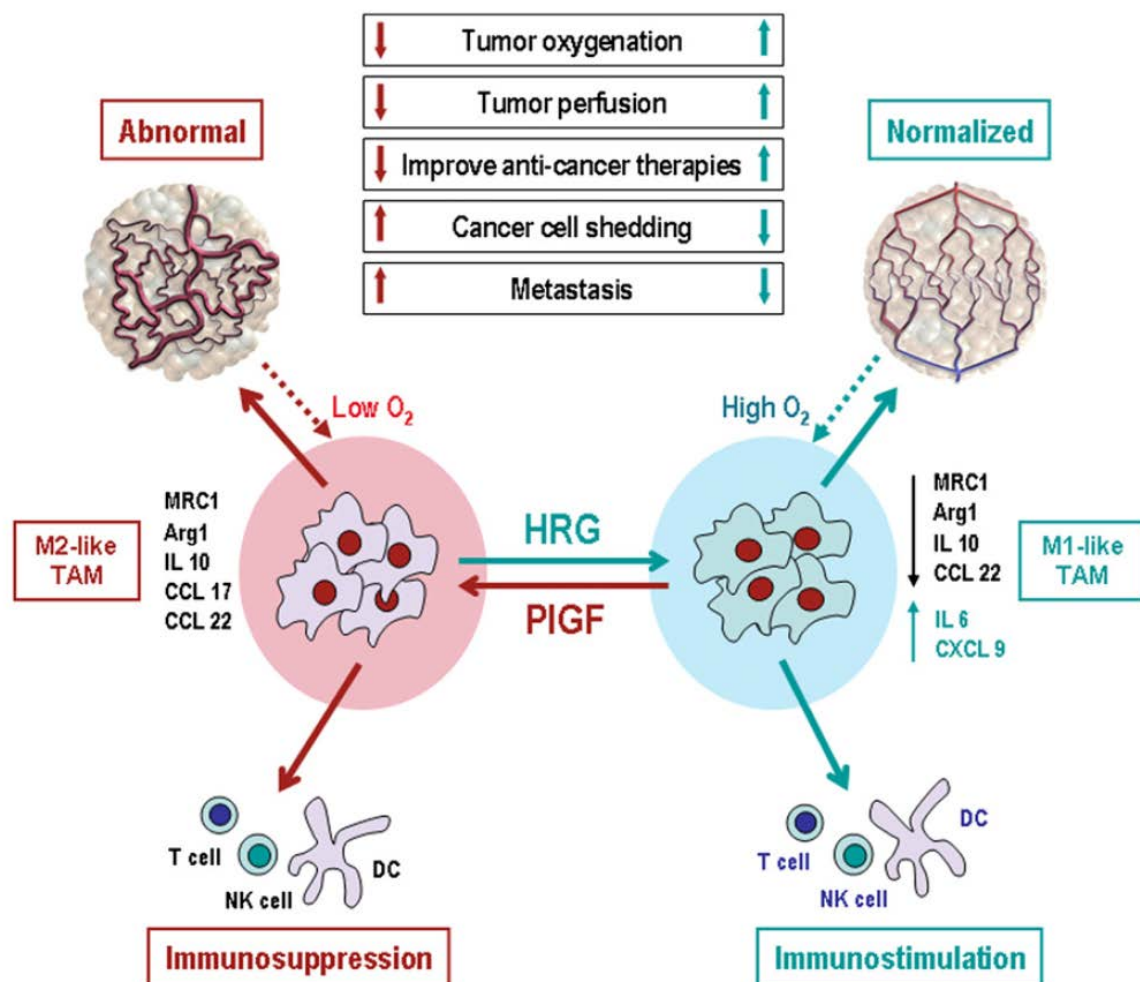 Tumor oxygenation
Tumor perfusion
Improve anti-cancer therapies
Cancer cell shedding
Metastasis
Abnormal
Normalized
Low O₂
High O₂
M2-like
TAM
MRC1
Arg1
IL 10
CCL 17
CCL 22
HRG
PIGF
MRC1
Arg1
IL 10
CCL 22
IL 6
CXCL 9
M1-like
TAM
T cell
NK cell
DC
T cell
NK cell
DC
Immunosuppression
Immunostimulation